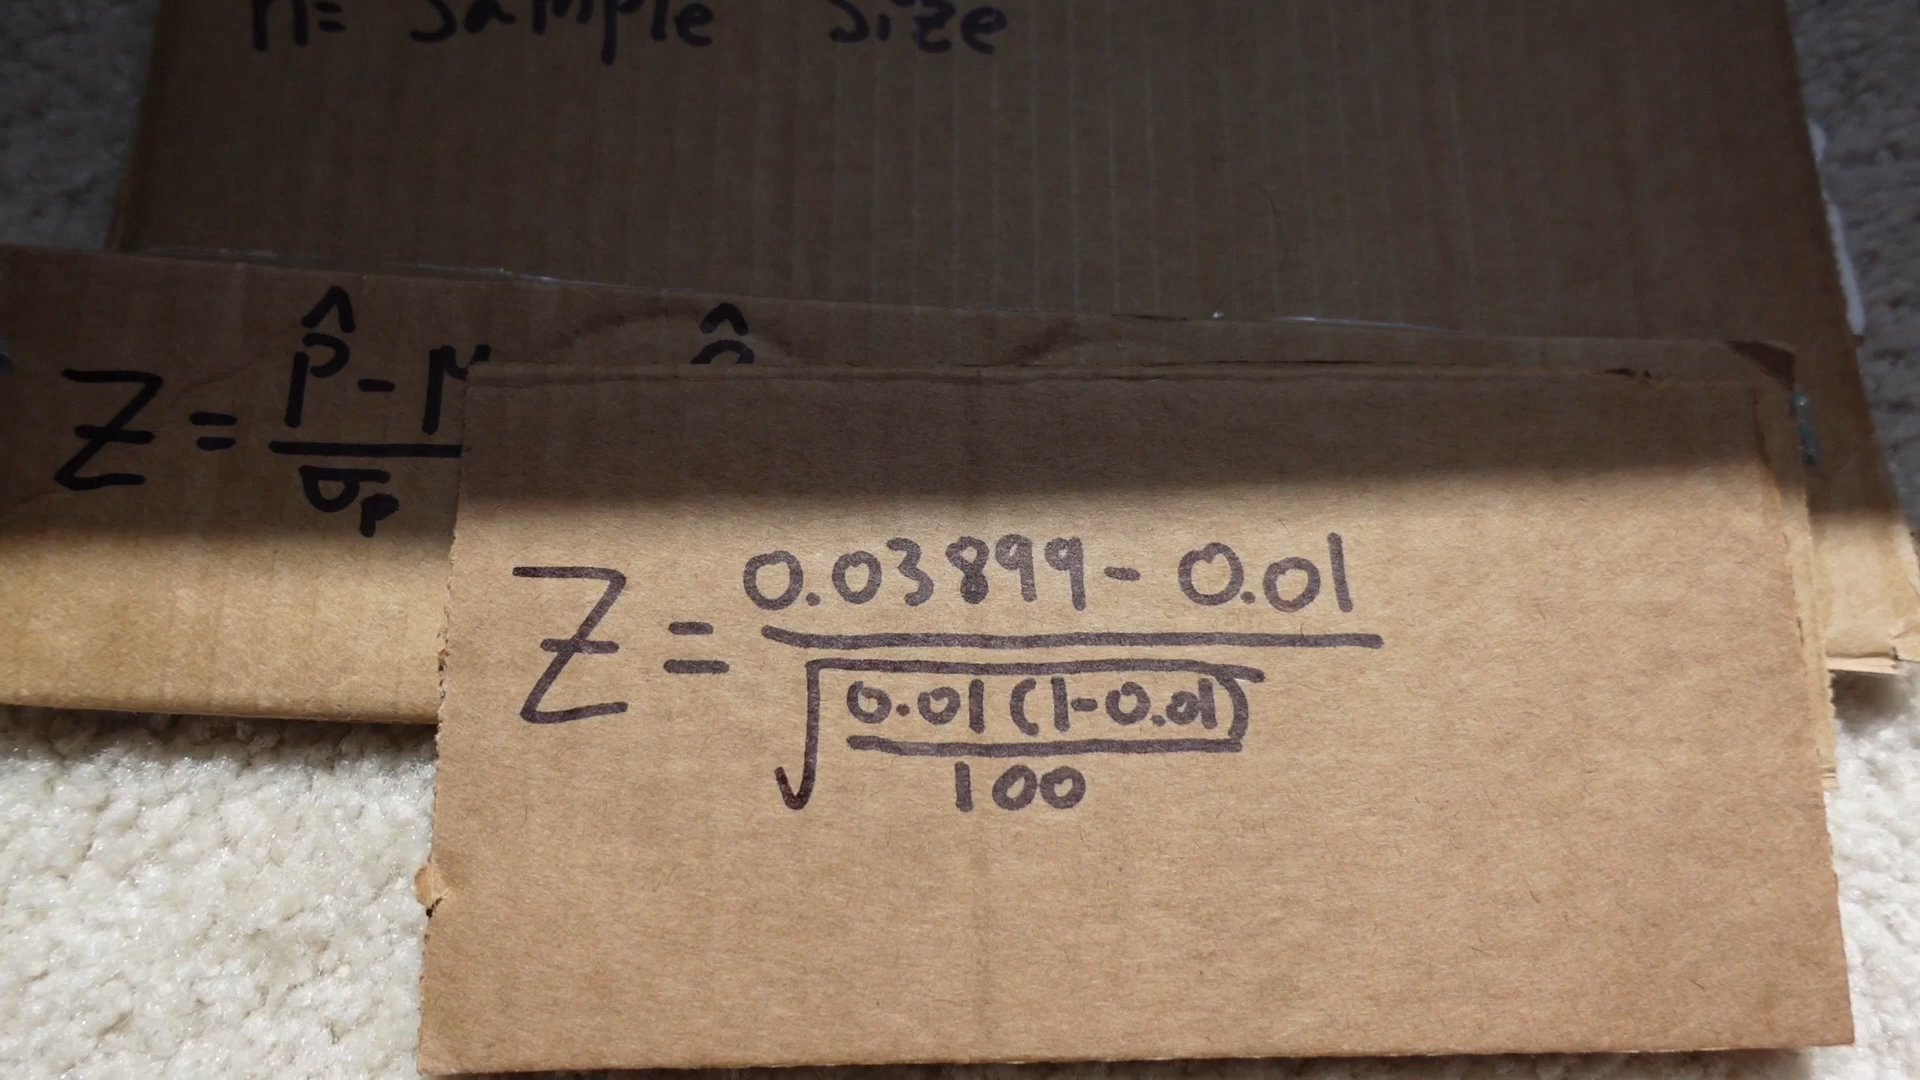 n= Sample Size
Z = p̂ - μ / σp p̂
Z = 0.03899 - 0.01 / √(0.01 (1-0.01) / 100)